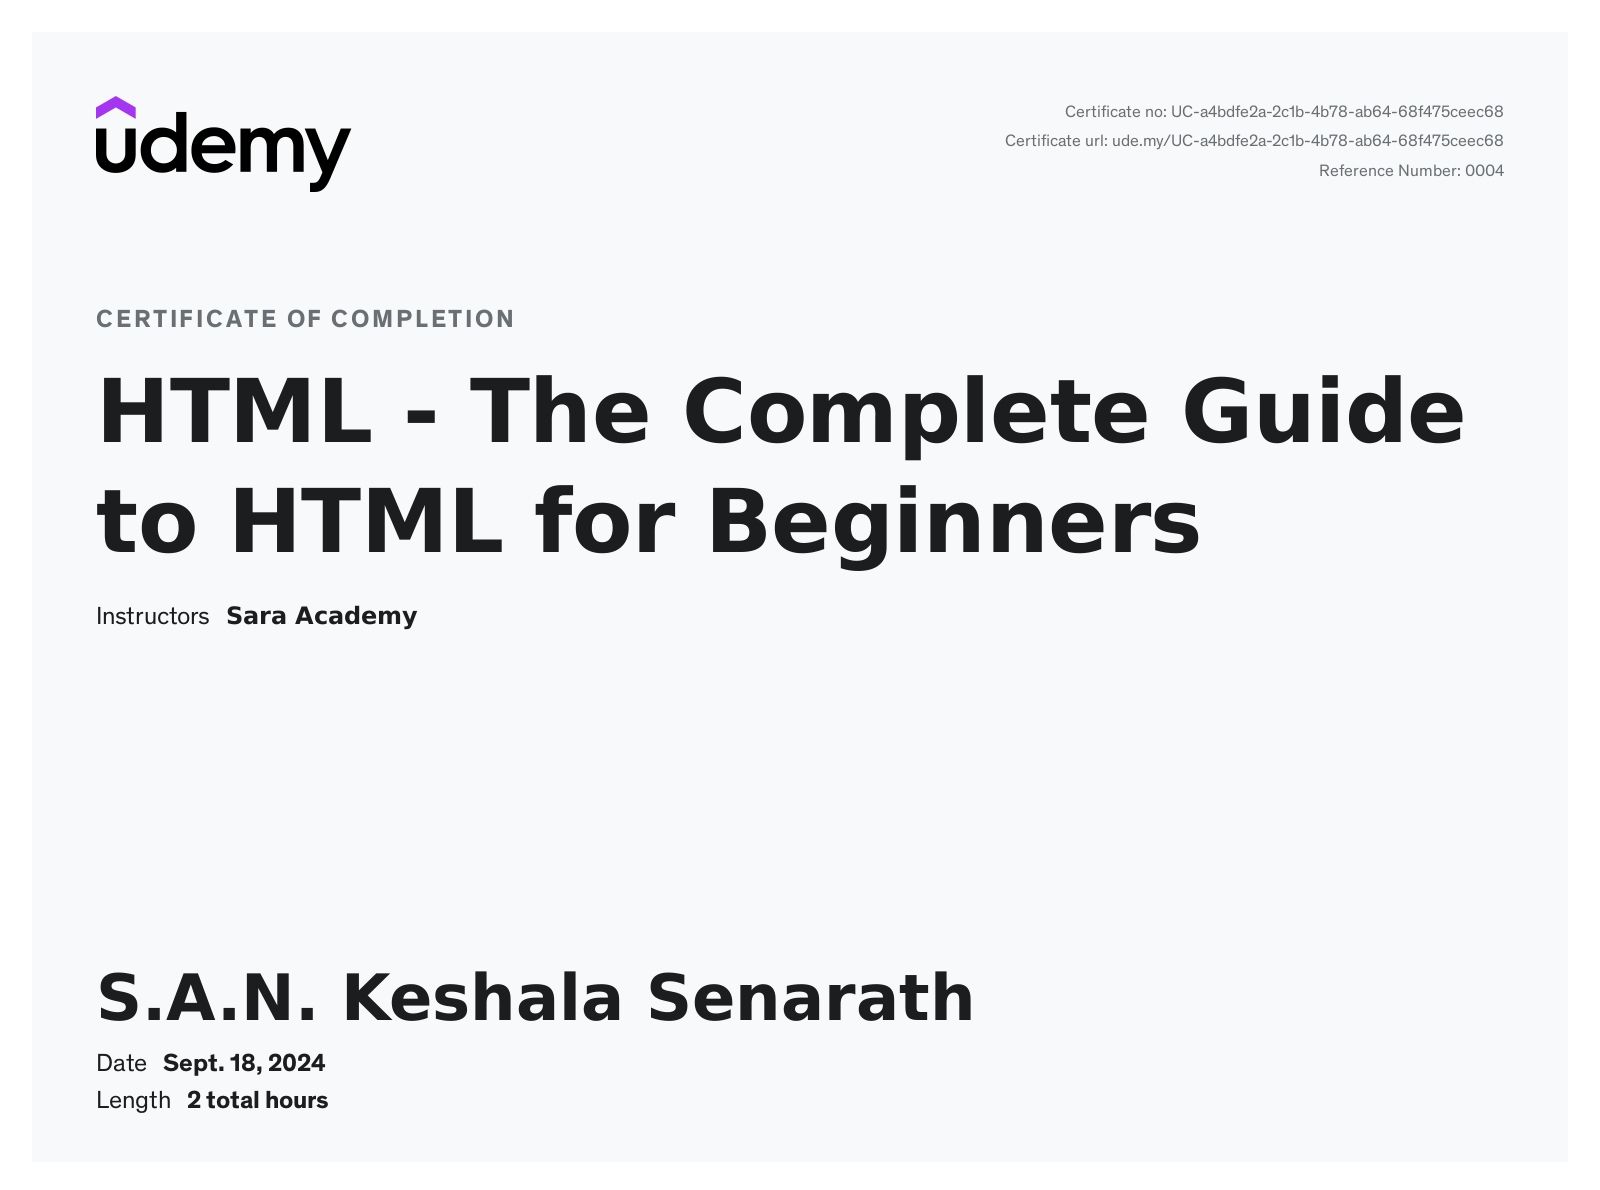 udemy
Certificate no: UC-a4bdfe2a-2c1b-4b78-ab64-68f475ceec68
Certificate url: ude.my/UC-a4bdfe2a-2c1b-4b78-ab64-68f475ceec68
Reference Number: 0004
CERTIFICATE OF COMPLETION
HTML - The Complete Guide
to HTML for Beginners
Instructors Sara Academy
S.A.N. Keshala Senarath
Date Sept. 18, 2024
Length 2 total hours